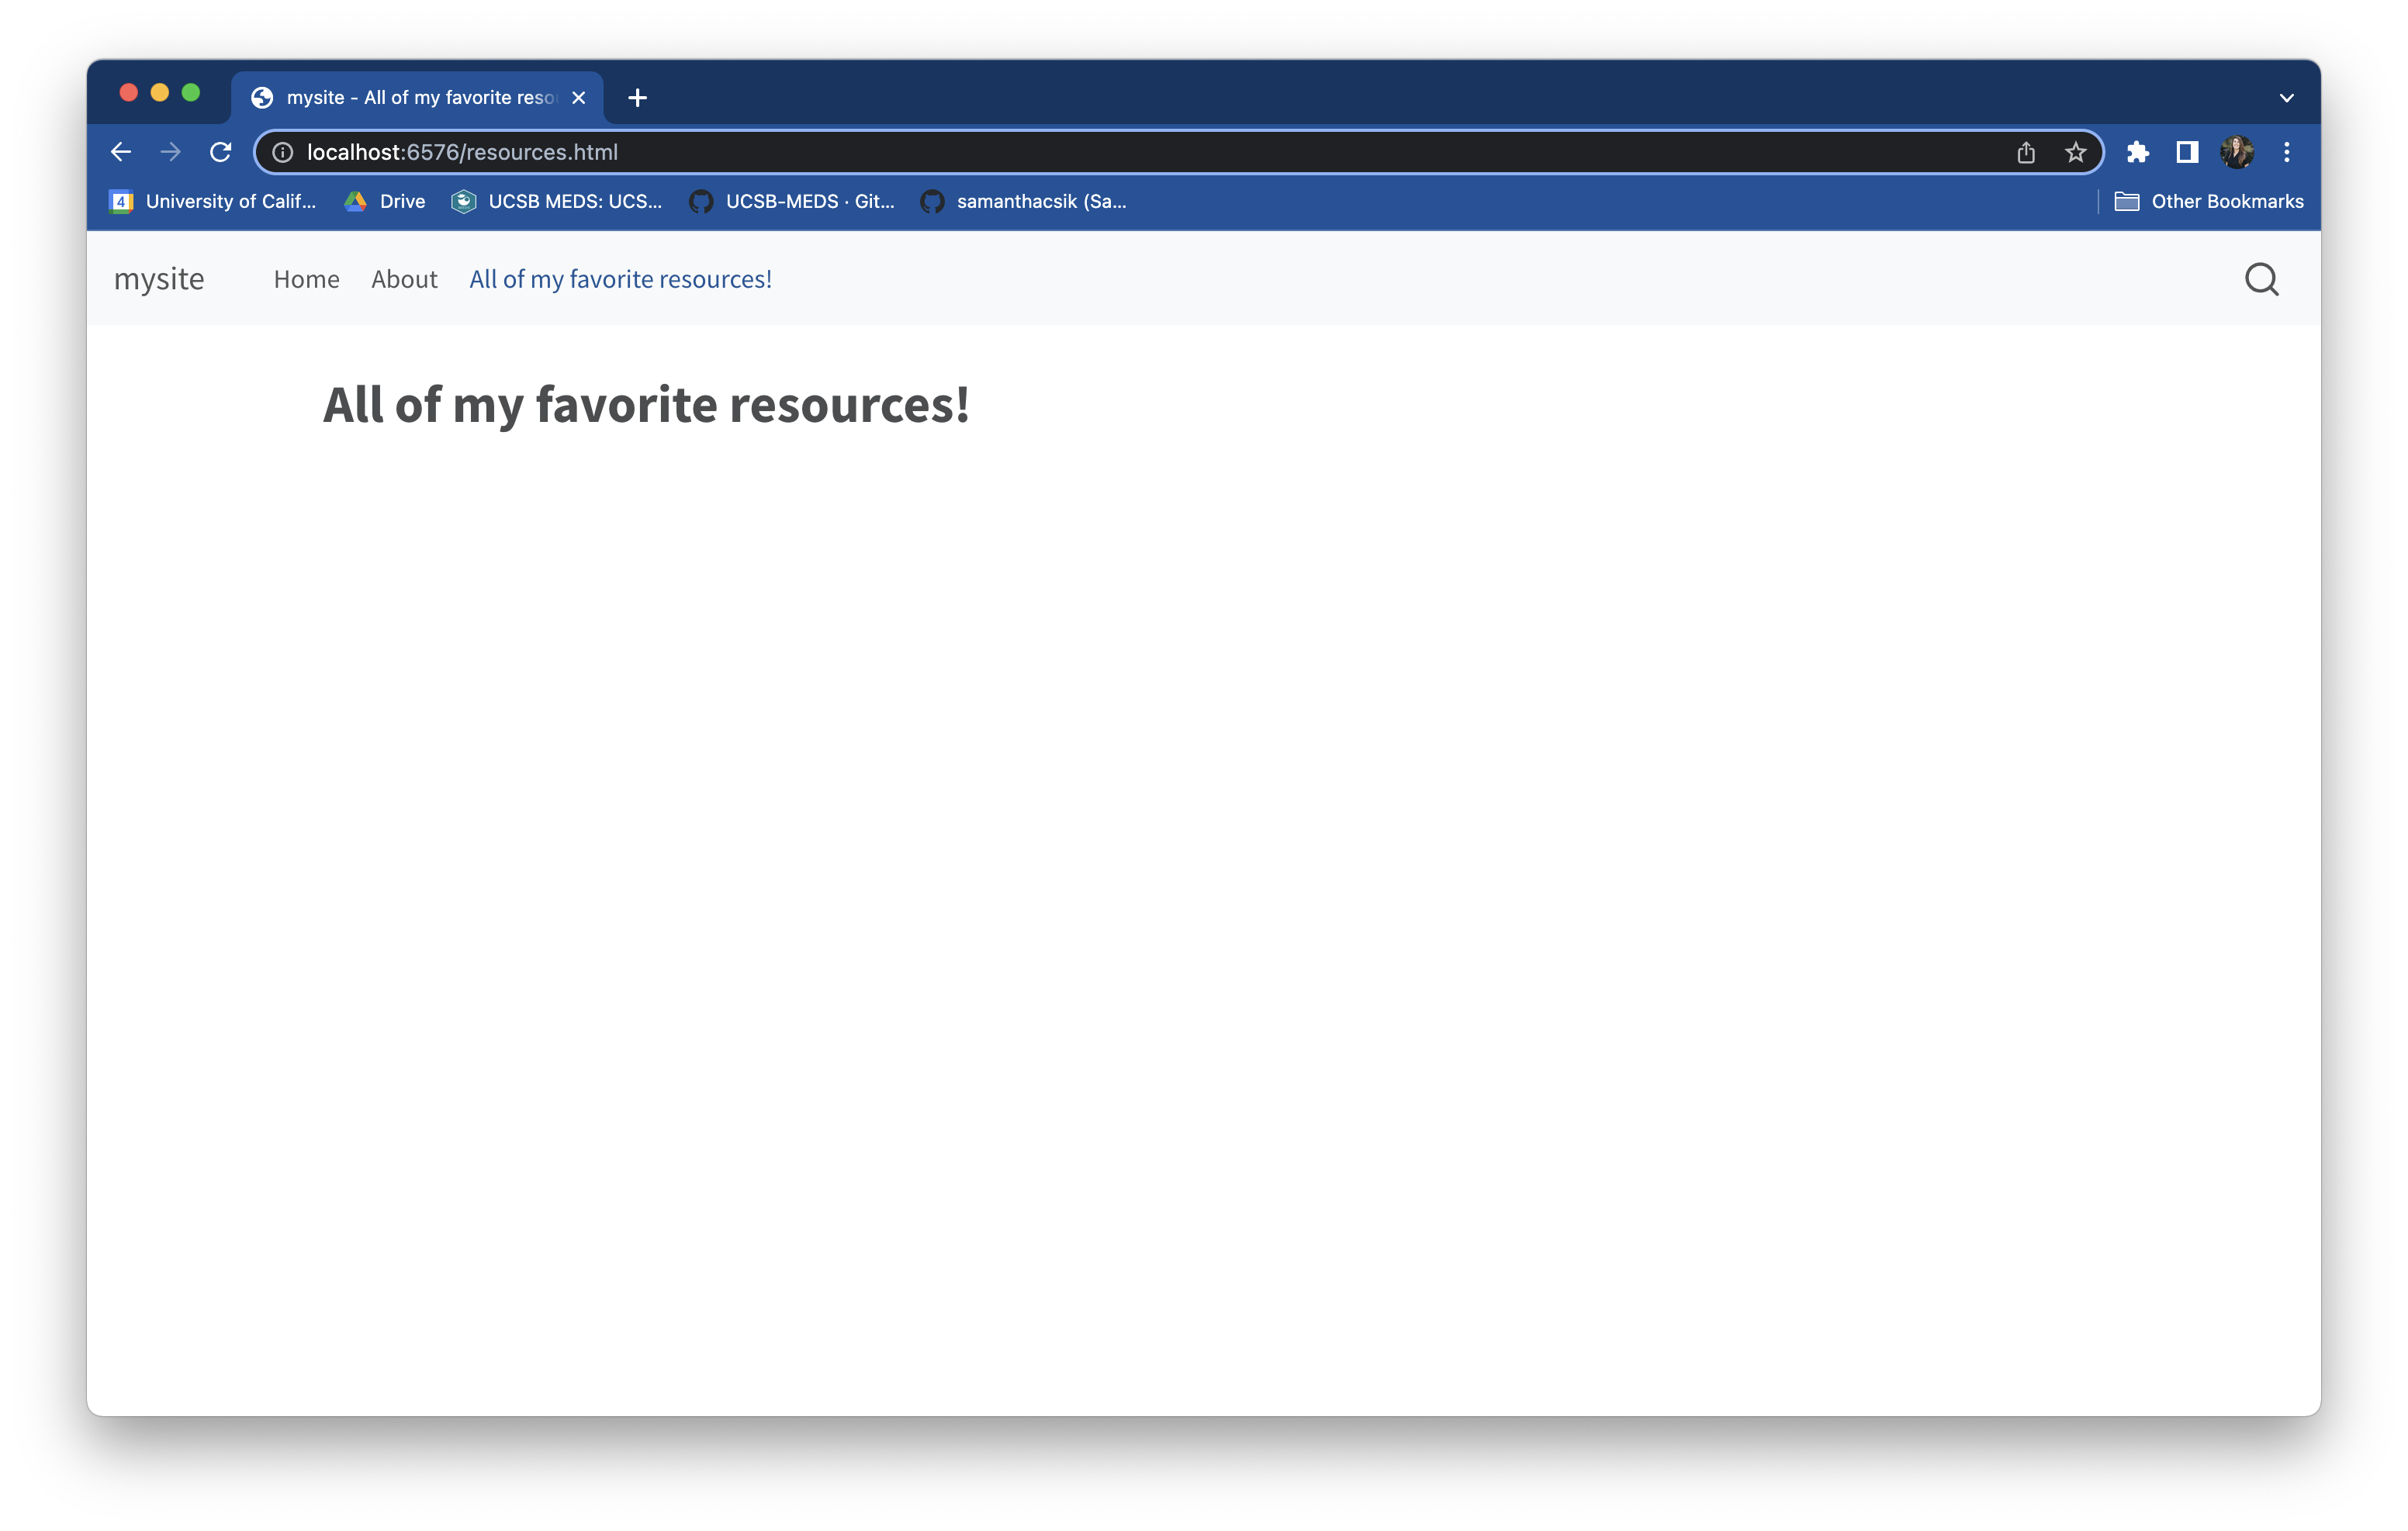 mysite - All of my favorite reso
localhost:6576/resources.html
4 University of Calif... Drive UCSB MEDS: UCS... UCSB-MEDS · Git... samanthacsik (Sa... Other Bookmarks
mysite Home About All of my favorite resources!
All of my favorite resources!